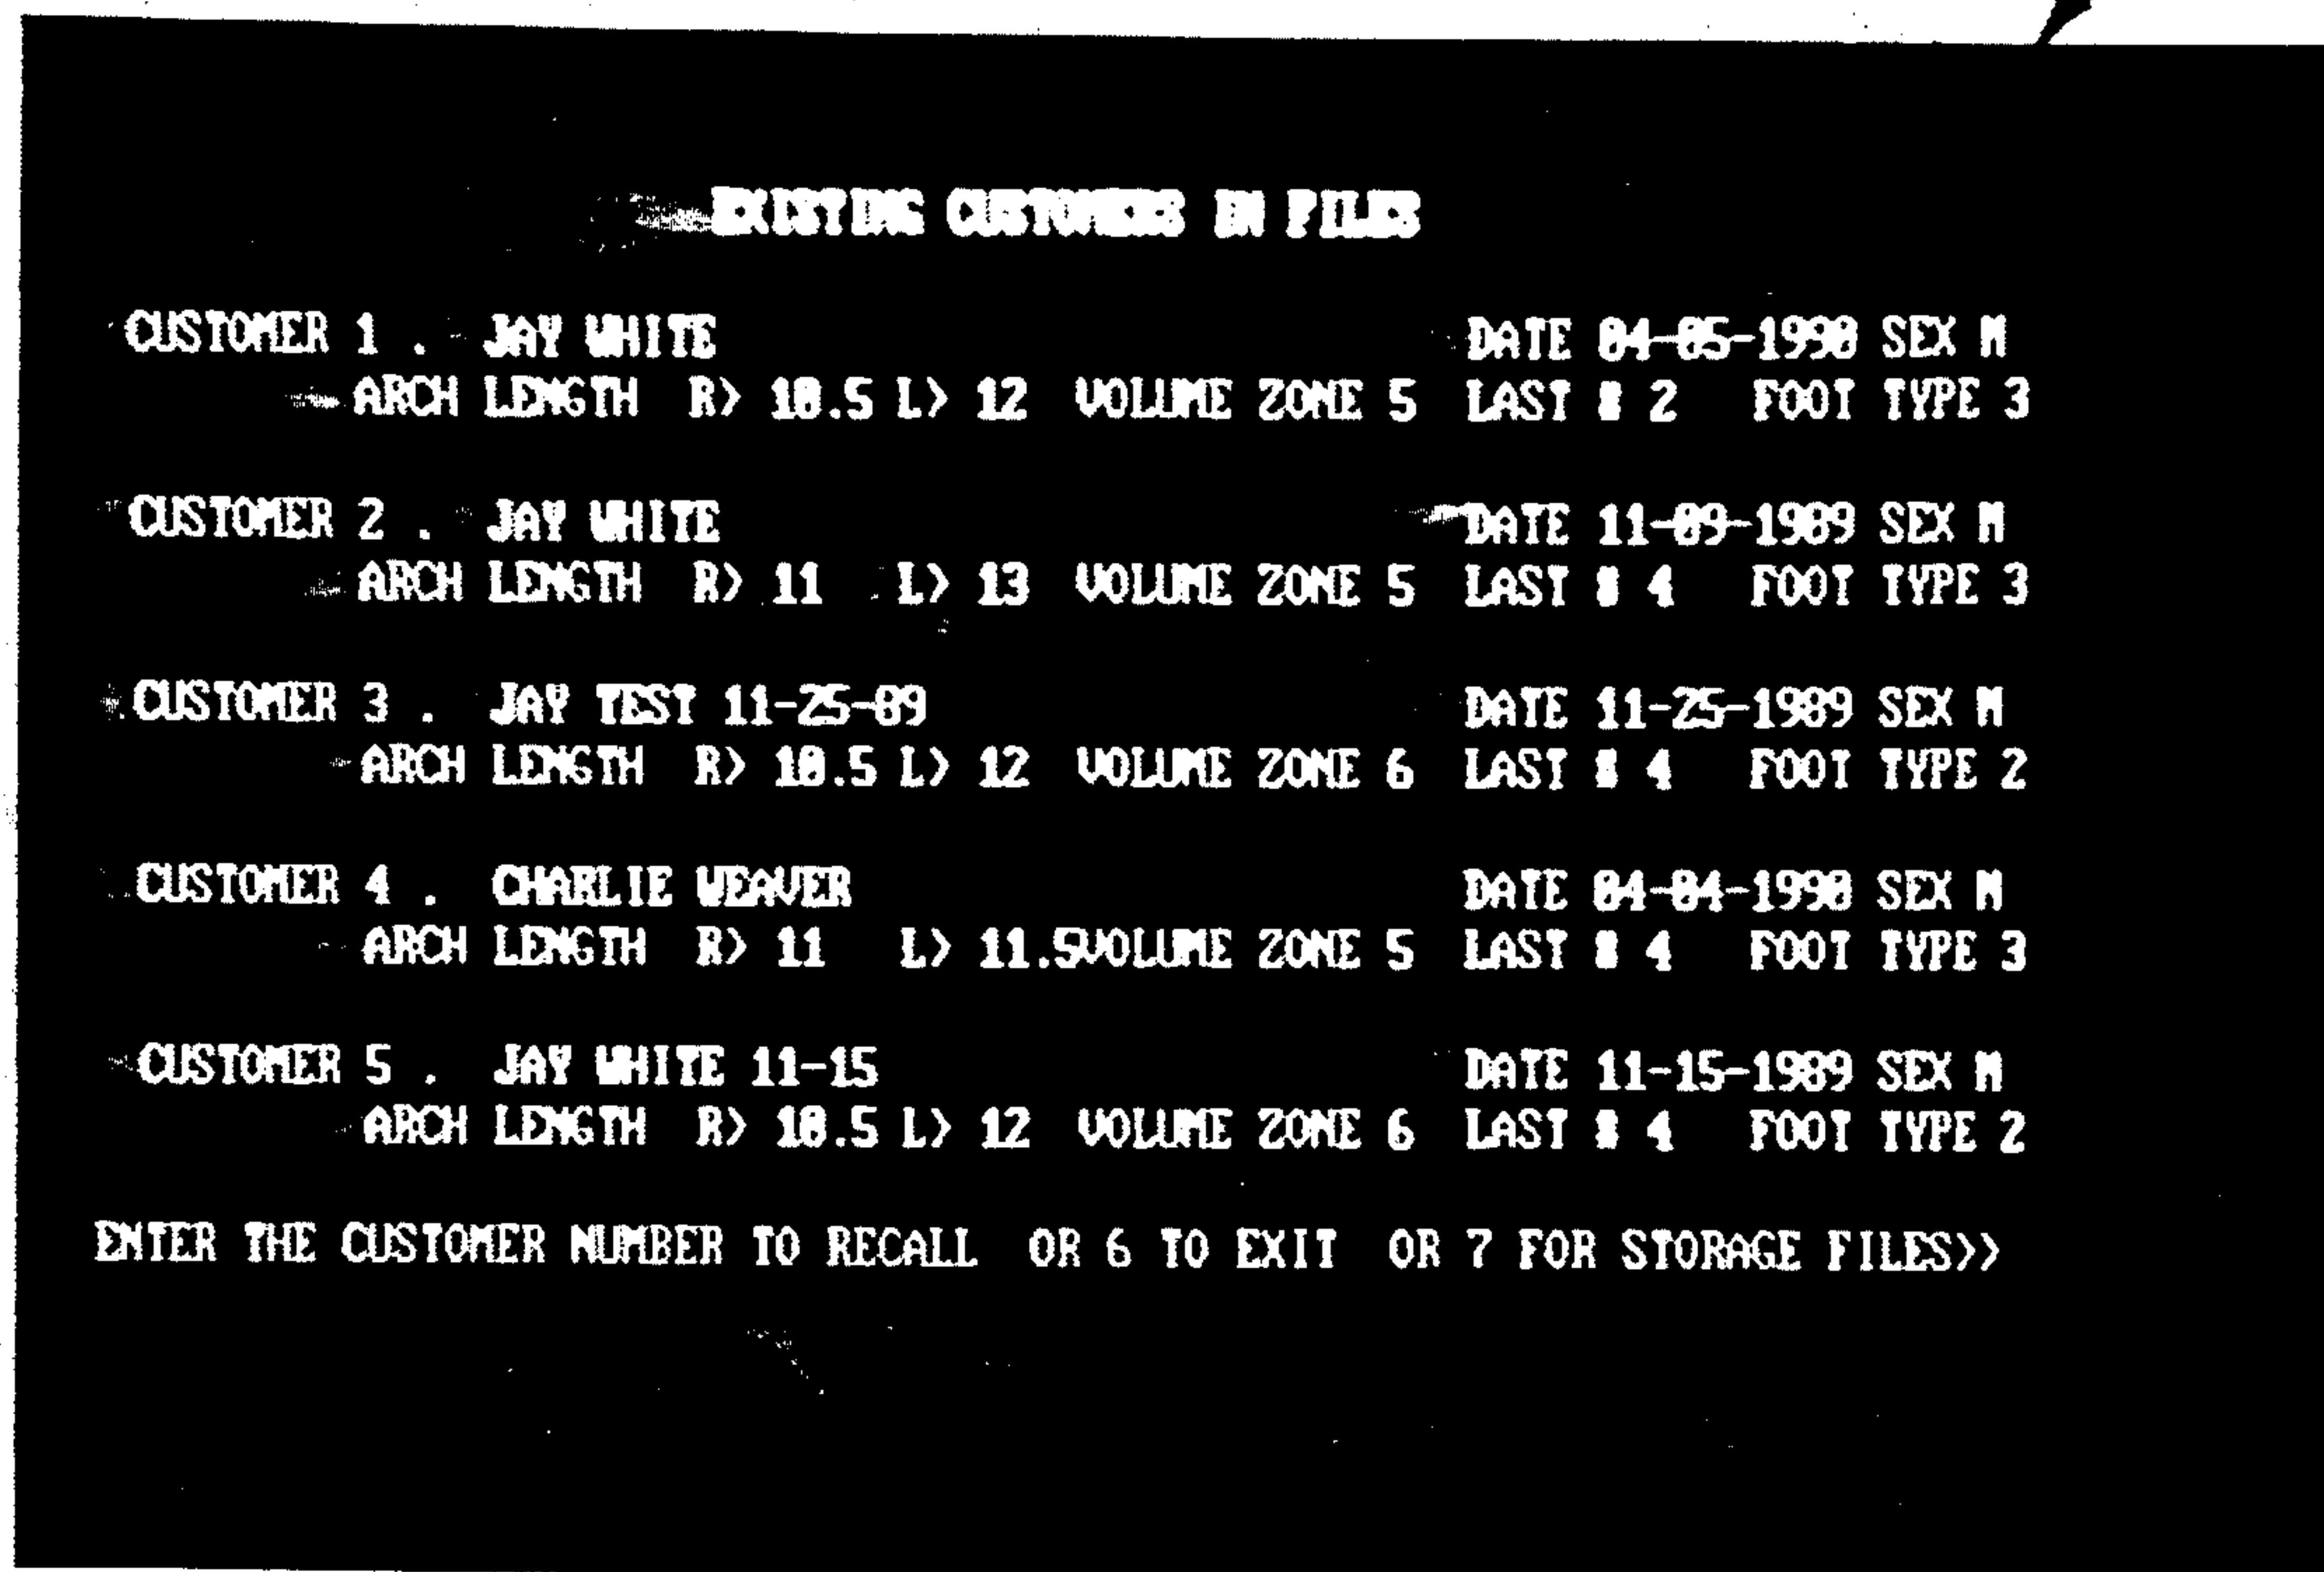 EXISTING CUSTOMERS IN FILES
CUSTOMER 1 . JAY WHITE DATE 04-05-1990 SEX M
ARCH LENGTH R> 10.5 L> 12 VOLUME ZONE 5 LAST # 2 FOOT TYPE 3
CUSTOMER 2 . JAY WHITE DATE 11-09-1989 SEX M
ARCH LENGTH R> 11 L> 13 VOLUME ZONE 5 LAST # 4 FOOT TYPE 3
CUSTOMER 3 . JAY TEST 11-25-89 DATE 11-25-1989 SEX M
ARCH LENGTH R> 10.5 L> 12 VOLUME ZONE 6 LAST # 4 FOOT TYPE 2
CUSTOMER 4 . CHARLIE WEAVER DATE 04-04-1990 SEX M
ARCH LENGTH R> 11 L> 11.5VOLUME ZONE 5 LAST # 4 FOOT TYPE 3
CUSTOMER 5 . JAY WHITE 11-15 DATE 11-15-1989 SEX M
ARCH LENGTH R> 10.5 L> 12 VOLUME ZONE 6 LAST # 4 FOOT TYPE 2
ENTER THE CUSTOMER NUMBER TO RECALL OR 6 TO EXIT OR 7 FOR STORAGE FILES>>